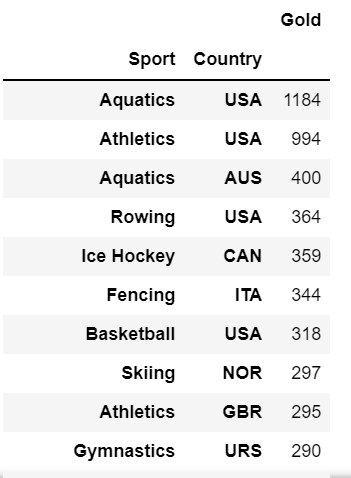 Gold
Sport Country
Aquatics USA 1184
Athletics USA 994
Aquatics AUS 400
Rowing USA 364
Ice Hockey CAN 359
Fencing ITA 344
Basketball USA 318
Skiing NOR 297
Athletics GBR 295
Gymnastics URS 290